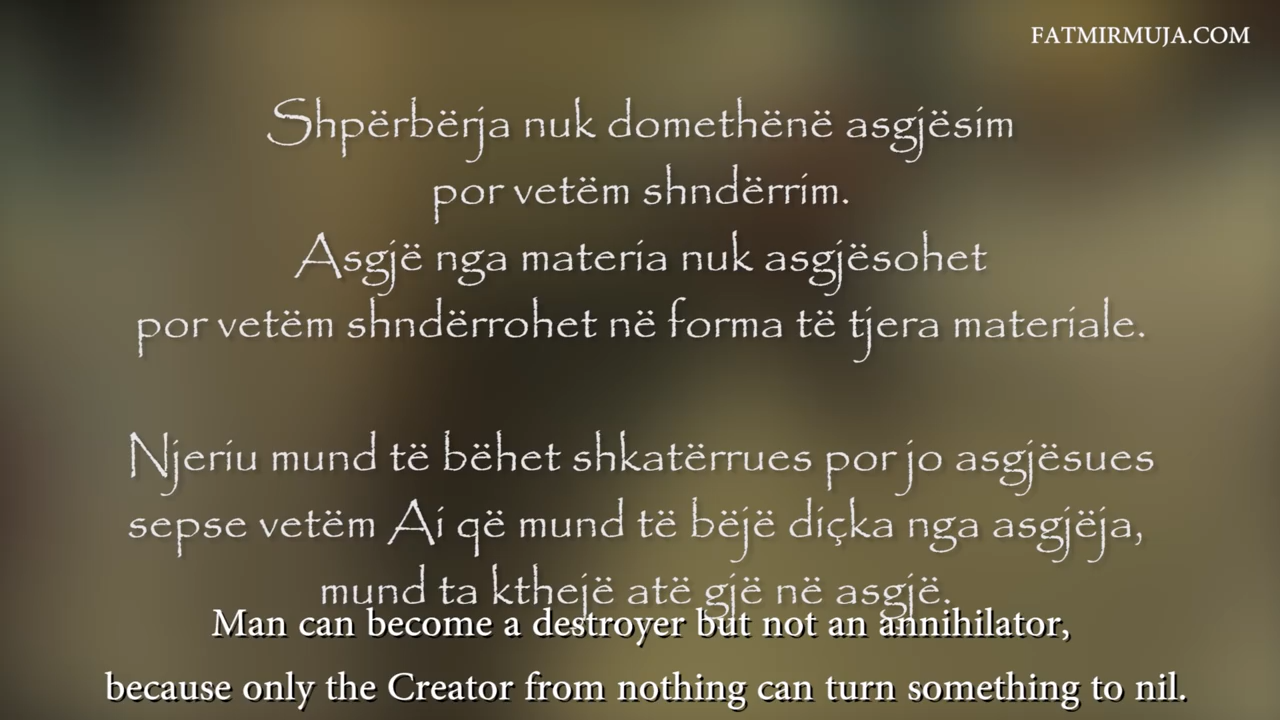 FATMIRMUJA.COM
Shpërbërja nuk domethënë asgjësim
por vetëm shndërrim.
Asgjë nga materia nuk asgjësohet
por vetëm shndërrohet në forma të tjera materiale.
Njeriu mund të bëhet shkatërrues por jo asgjësues
sepse vetëm Ai që mund të bëjë diçka nga asgjëja,
mund ta kthejë atë gjë në asgjë.
Man can become a destroyer but not an annihilator,
because only the Creator from nothing can turn something to nil.